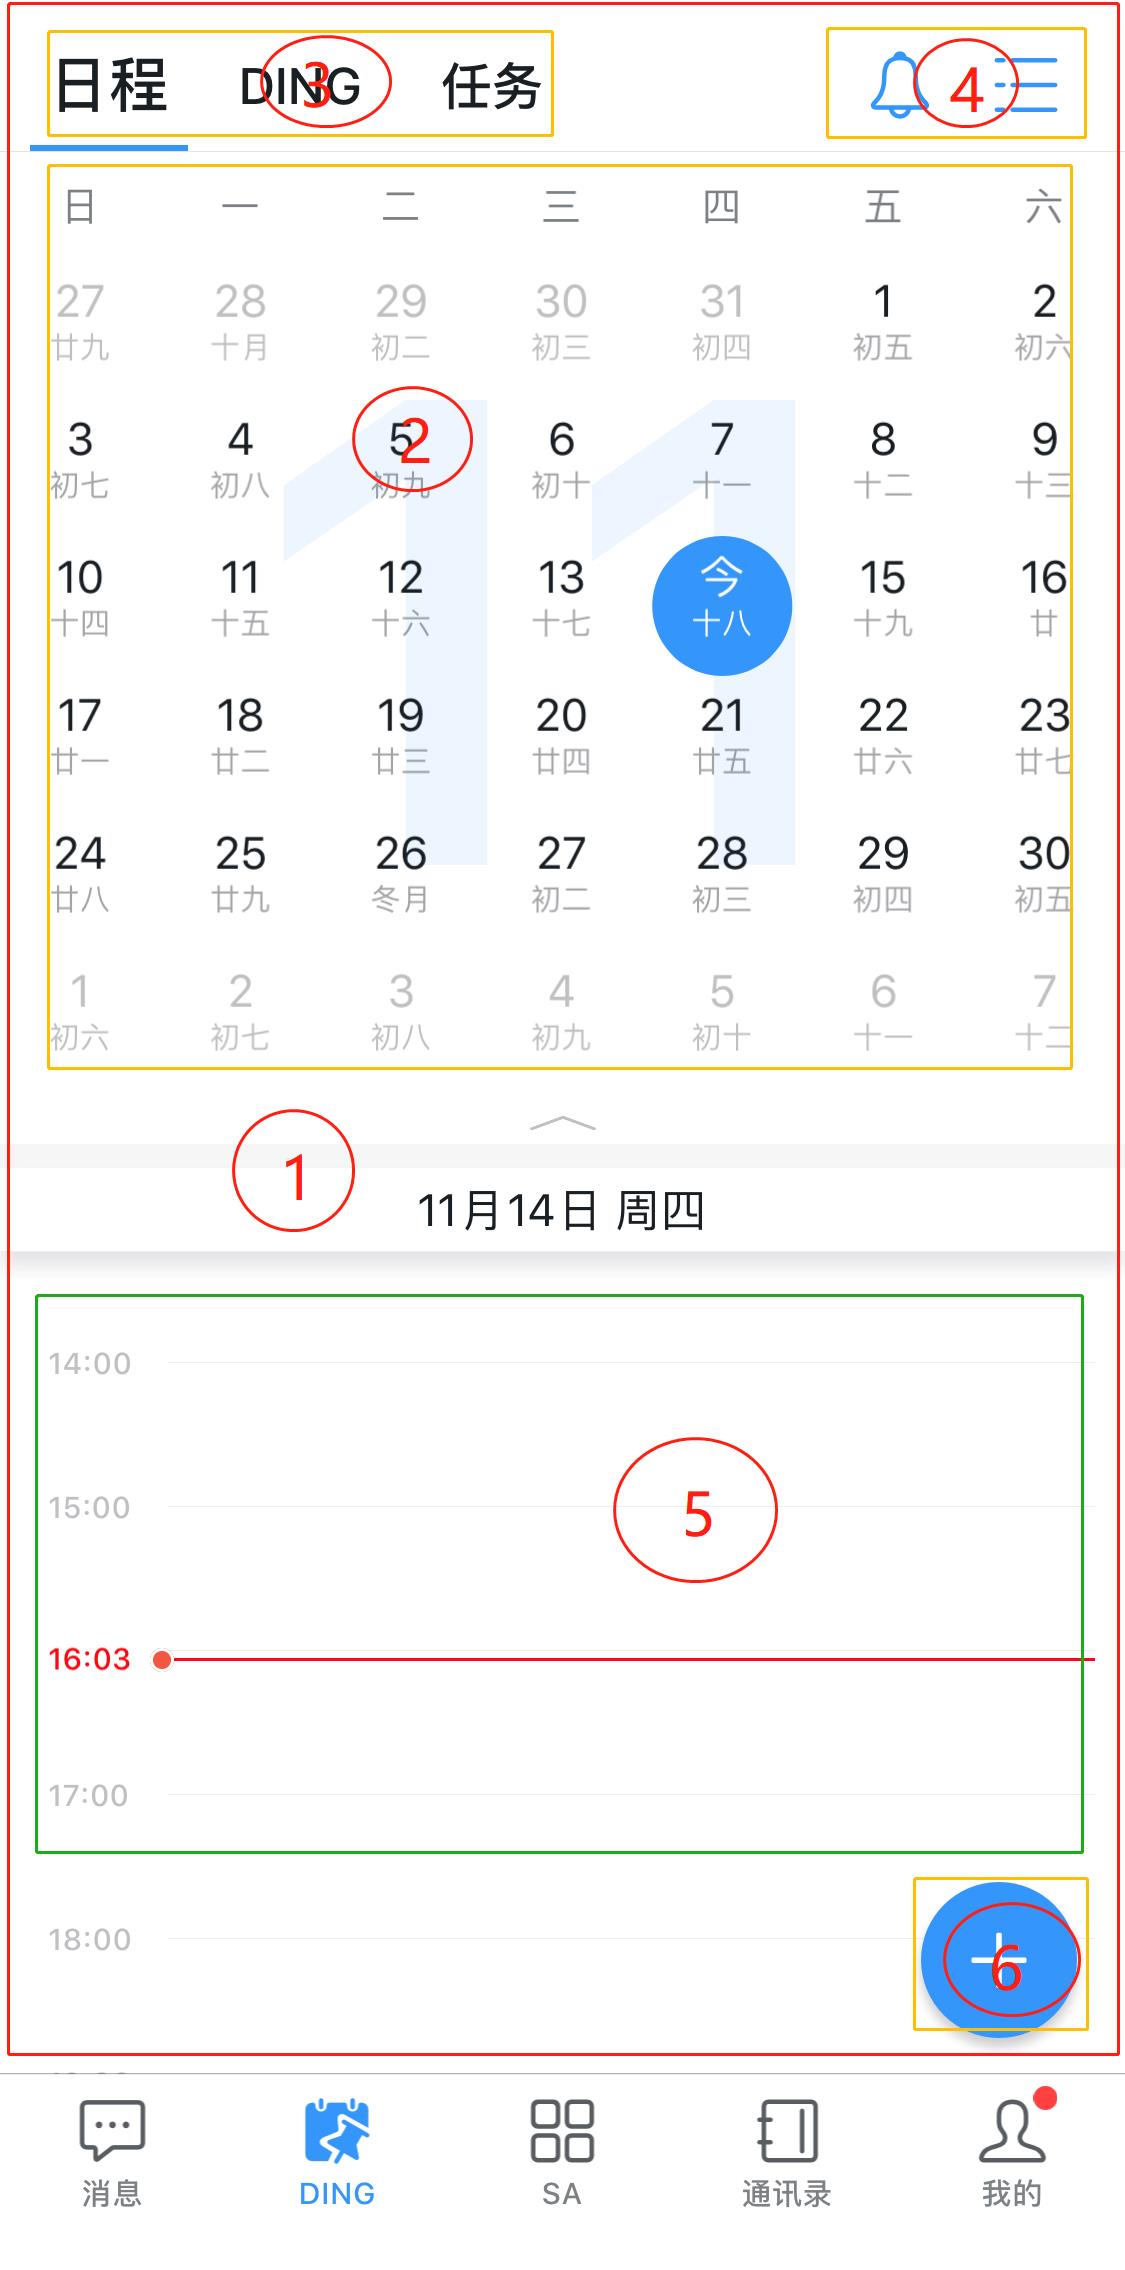 日程 DING 任务
3
4
日 一 二 三 四 五 六
27 28 29 30 31 1 2
廿九 十月 初二 初三 初四 初五 初六
3 4 5 6 7 8 9
2
初七 初八 初九 初十 十一 十二 十三
10 11 12 13 今 15 16
十四 十五 十六 十七 十八 十九 廿
17 18 19 20 21 22 23
廿一 廿二 廿三 廿四 廿五 廿六 廿七
24 25 26 27 28 29 30
廿八 廿九 冬月 初二 初三 初四 初五
1 2 3 4 5 6 7
初六 初七 初八 初九 初十 十一 十二
11
1
11月14日 周四
14:00
15:00
5
16:03
17:00
18:00
6
消息 DING SA 通讯录 我的